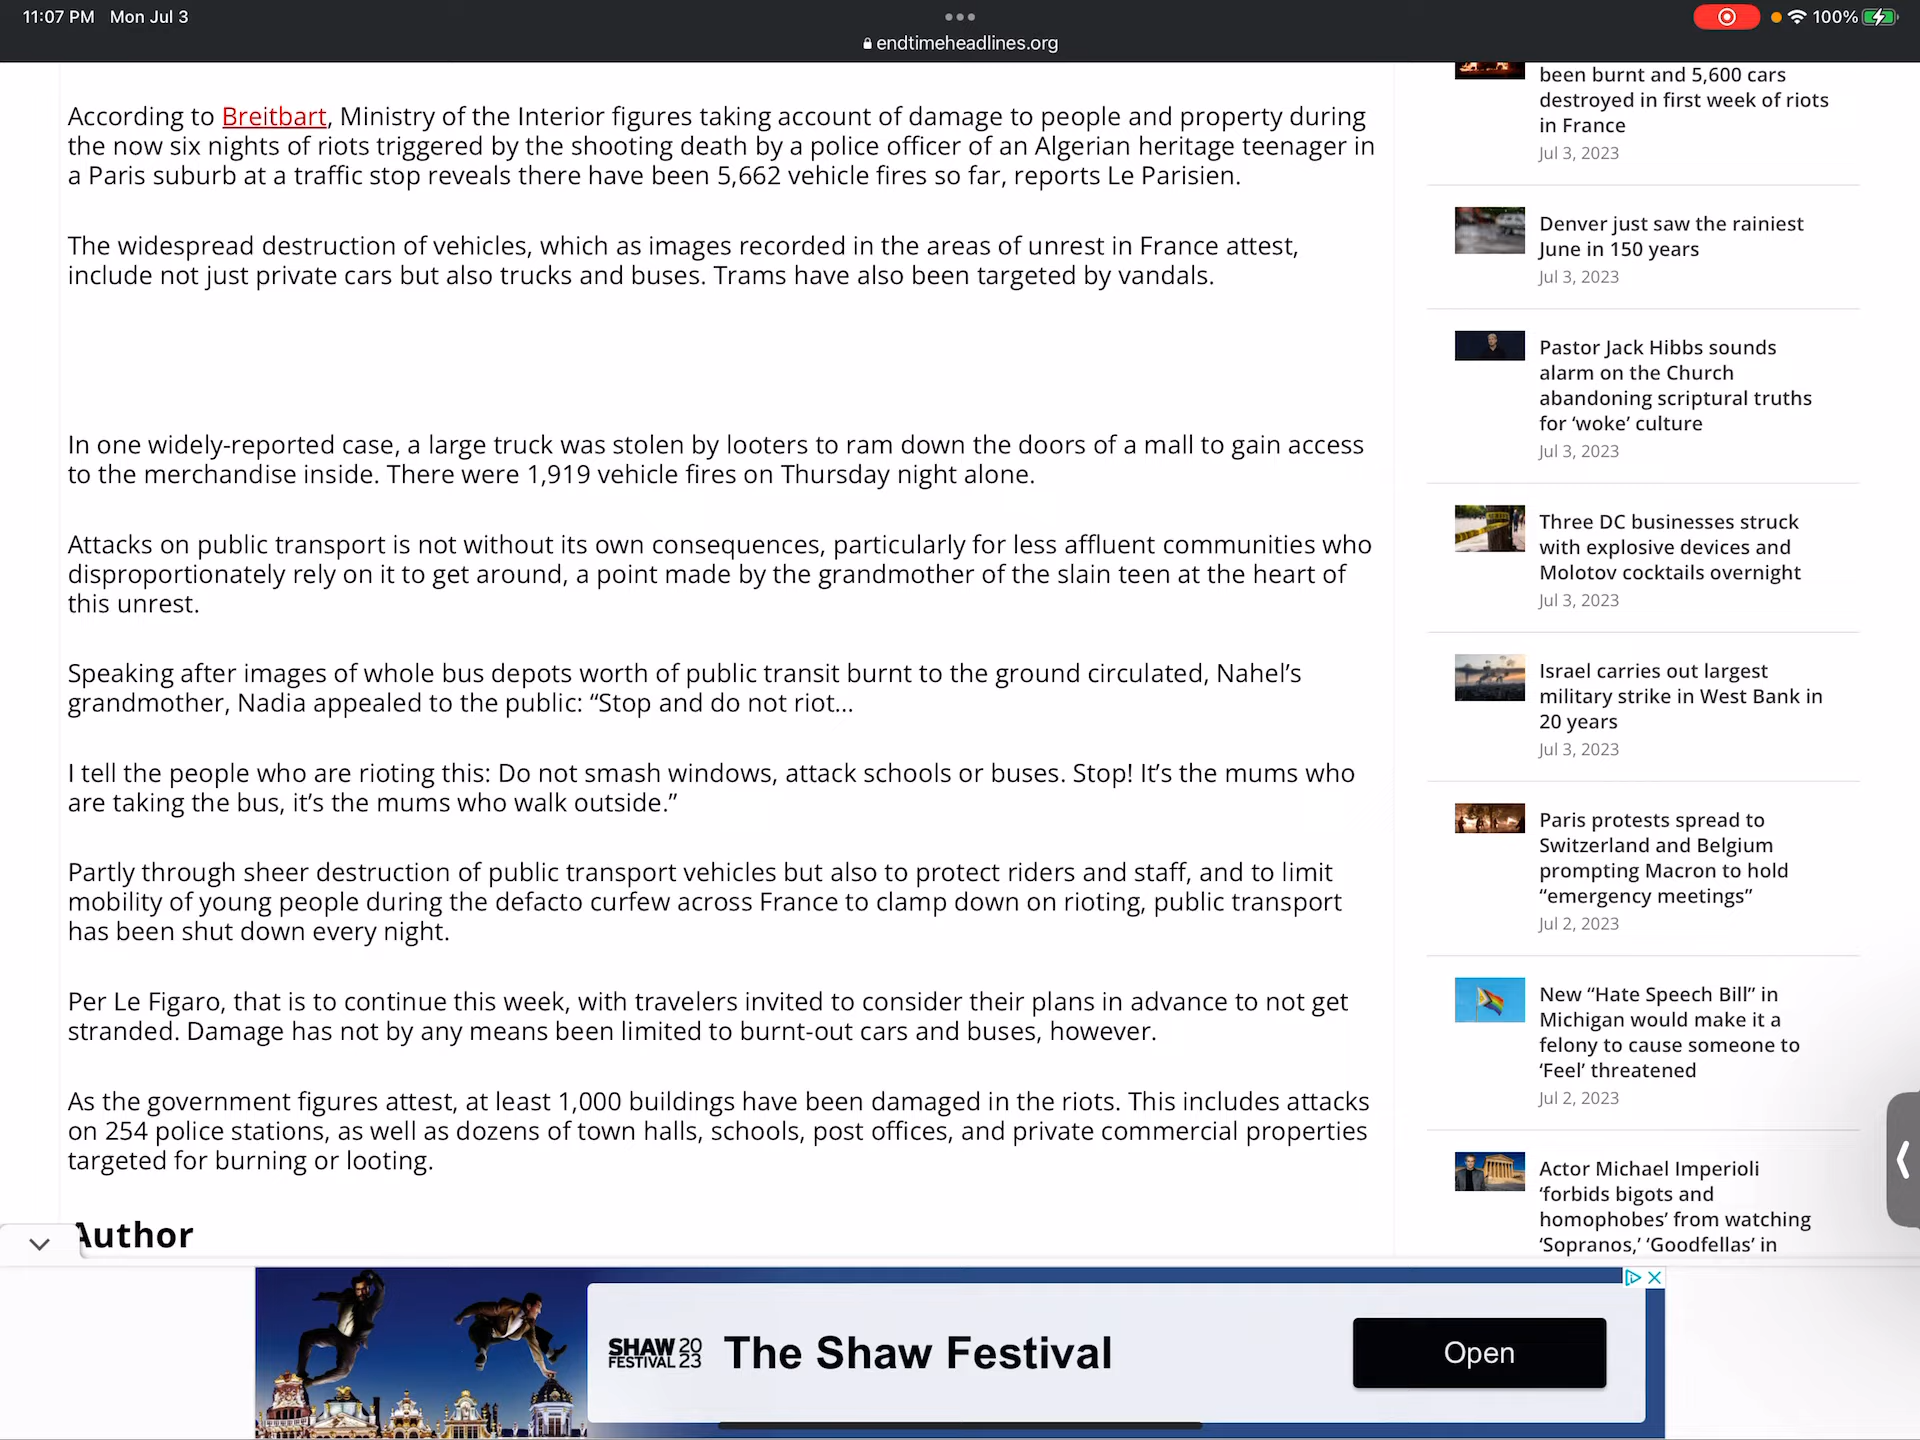 11:07 PM Mon Jul 3
100%
endtimeheadlines.org
According to Breitbart, Ministry of the Interior figures taking account of damage to people and property during
the now six nights of riots triggered by the shooting death by a police officer of an Algerian heritage teenager in
a Paris suburb at a traffic stop reveals there have been 5,662 vehicle fires so far, reports Le Parisien.
The widespread destruction of vehicles, which as images recorded in the areas of unrest in France attest,
include not just private cars but also trucks and buses. Trams have also been targeted by vandals.
In one widely-reported case, a large truck was stolen by looters to ram down the doors of a mall to gain access
to the merchandise inside. There were 1,919 vehicle fires on Thursday night alone.
Attacks on public transport is not without its own consequences, particularly for less affluent communities who
disproportionately rely on it to get around, a point made by the grandmother of the slain teen at the heart of
this unrest.
Speaking after images of whole bus depots worth of public transit burnt to the ground circulated, Nahel’s
grandmother, Nadia appealed to the public: “Stop and do not riot…
I tell the people who are rioting this: Do not smash windows, attack schools or buses. Stop! It’s the mums who
are taking the bus, it’s the mums who walk outside.”
Partly through sheer destruction of public transport vehicles but also to protect riders and staff, and to limit
mobility of young people during the defacto curfew across France to clamp down on rioting, public transport
has been shut down every night.
Per Le Figaro, that is to continue this week, with travelers invited to consider their plans in advance to not get
stranded. Damage has not by any means been limited to burnt-out cars and buses, however.
As the government figures attest, at least 1,000 buildings have been damaged in the riots. This includes attacks
on 254 police stations, as well as dozens of town halls, schools, post offices, and private commercial properties
targeted for burning or looting.
Author
been burnt and 5,600 cars
destroyed in first week of riots
in France
Jul 3, 2023
Denver just saw the rainiest
June in 150 years
Jul 3, 2023
Pastor Jack Hibbs sounds
alarm on the Church
abandoning scriptural truths
for ‘woke’ culture
Jul 3, 2023
Three DC businesses struck
with explosive devices and
Molotov cocktails overnight
Jul 3, 2023
Israel carries out largest
military strike in West Bank in
20 years
Jul 3, 2023
Paris protests spread to
Switzerland and Belgium
prompting Macron to hold
“emergency meetings”
Jul 2, 2023
New “Hate Speech Bill” in
Michigan would make it a
felony to cause someone to
‘Feel’ threatened
Jul 2, 2023
Actor Michael Imperioli
‘forbids bigots and
homophobes’ from watching
‘Sopranos,’ ‘Goodfellas’ in
SHAW 20
FESTIVAL 23
The Shaw Festival
Open